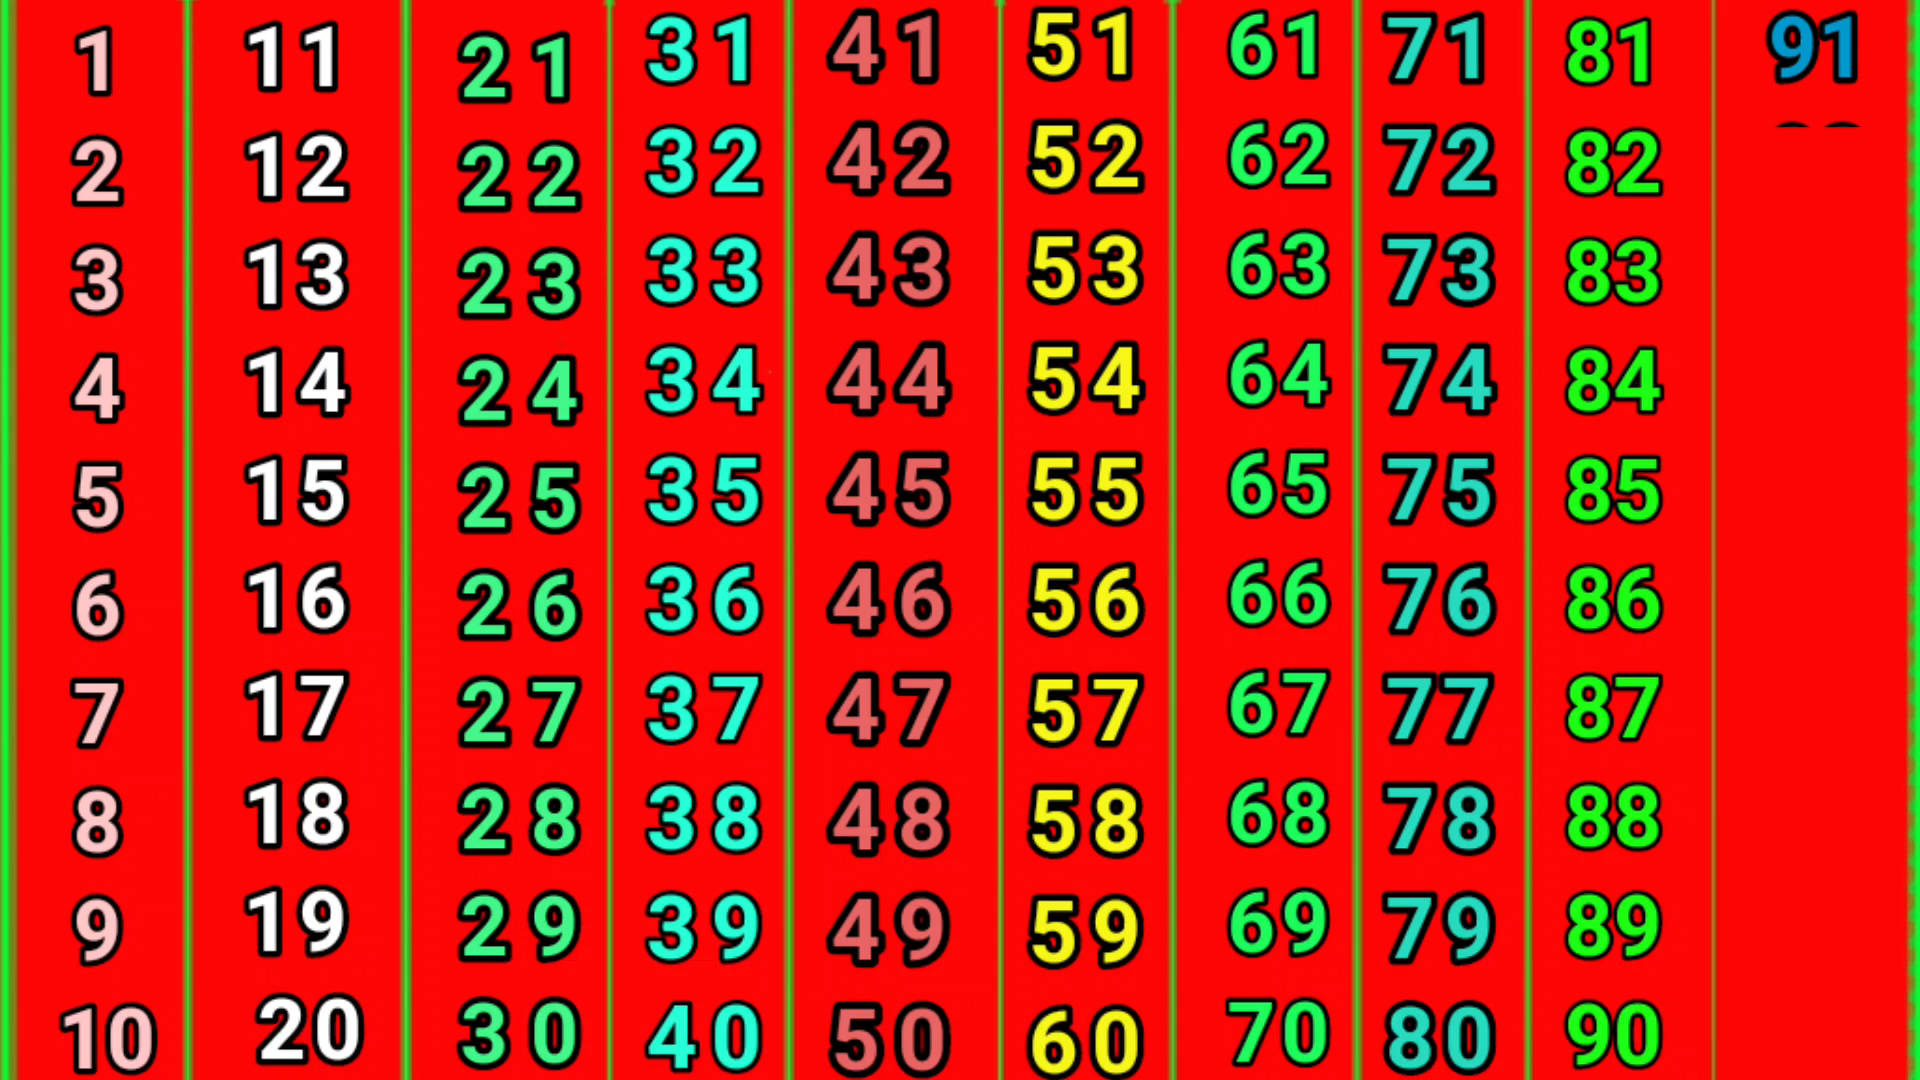 1 11 21 31 41 51 61 71 81 91
2 12 22 32 42 52 62 72 82
3 13 23 33 43 53 63 73 83
4 14 24 34 44 54 64 74 84
5 15 25 35 45 55 65 75 85
6 16 26 36 46 56 66 76 86
7 17 27 37 47 57 67 77 87
8 18 28 38 48 58 68 78 88
9 19 29 39 49 59 69 79 89
10 20 30 40 50 60 70 80 90